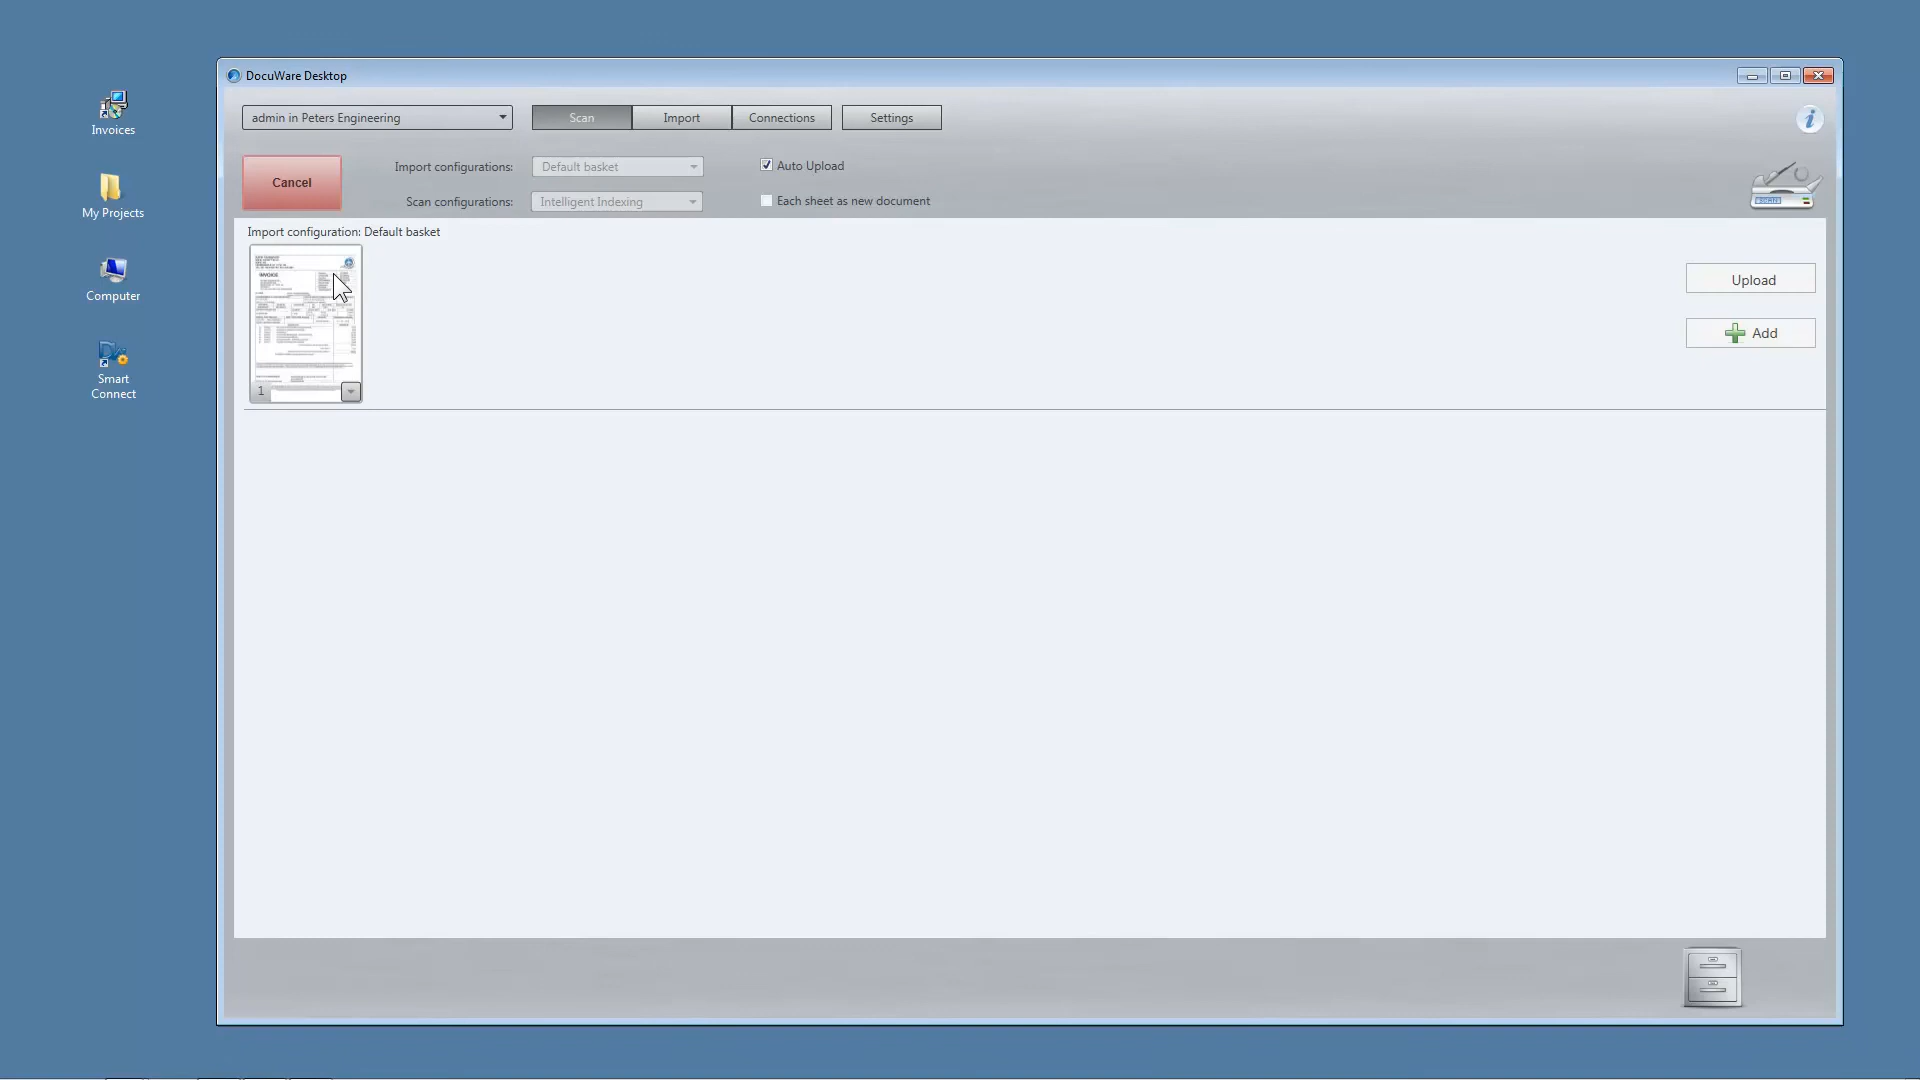 DocuWare Desktop
admin in Peters Engineering
Scan
Import
Connections
Settings
Cancel
Import configurations:
Default basket
Auto Upload
Scan configurations:
Intelligent Indexing
Each sheet as new document
SCAN
Import configuration: Default basket
INVOICE
1
Upload
Add
Invoices
My Projects
Computer
Smart
Connect